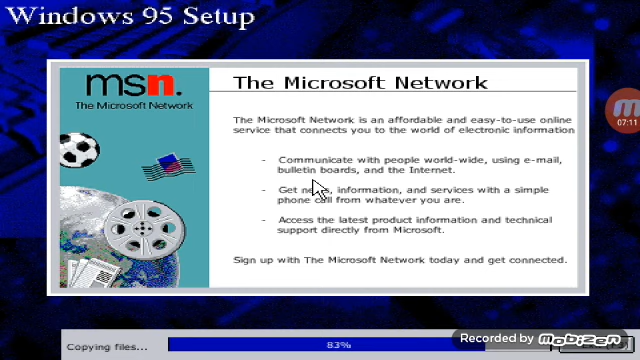 Windows 95 Setup
msn.
The Microsoft Network
The Microsoft Network
The Microsoft Network is an affordable and easy-to-use online
service that connects you to the world of electronic information
- Communicate with people world-wide, using e-mail,
bulletin boards, and the Internet.
- Get news, information, and services with a simple
phone call from whatever you are.
- Access the latest product information and technical
support directly from Microsoft.
Sign up with The Microsoft Network today and get connected.
07:11
Copying files...
83%
Recorded by Mobizen